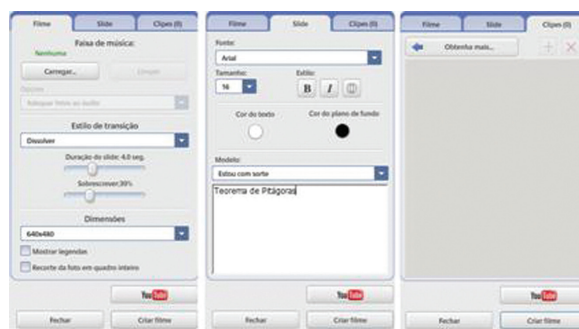 Filme Slide Clipes (0)
Faixa de música:
Nenhuma
Carregar... Limpar
Opções:
Adequar fotos ao áudio
Estilo de transição
Dissolver
Duração do slide: 4.0 seg.
Sobrescrever:30%
Dimensões
640x480
Mostrar legendas
Recorte da foto em quadro inteiro
YouTube
Fechar Criar filme
Filme Slide Clipes (0)
Fonte:
Arial
Tamanho: Estilo:
16 B I
Cor do texto Cor do plano de fundo
Modelo:
Estou com sorte
Teorema de Pitágoras
YouTube
Fechar Criar filme
Filme Slide Clipes (0)
Obtenha mais...
YouTube
Fechar Criar filme